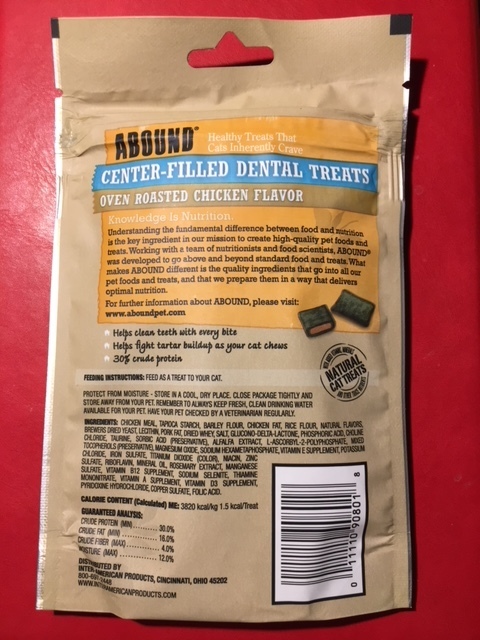 ABOUND®
Healthy Treats That
Cats Inherently Crave
CENTER-FILLED DENTAL TREATS
OVEN ROASTED CHICKEN FLAVOR
Knowledge Is Nutrition.
Understanding the fundamental difference between food and nutrition
is the key ingredient in our mission to create high-quality pet foods and
treats. Working with a team of nutritionists and food scientists, ABOUND®
was developed to go above and beyond standard food and treats. What
makes ABOUND different is the quality ingredients that go into all our
pet foods and treats, and that we prepare them in a way that delivers
optimal nutrition.
For further information about ABOUND, please visit:
www.aboundpet.com
Helps clean teeth with every bite
Helps fight tartar buildup as your cat chews
30% crude protein
NATURAL
CAT TREATS
FEEDING INSTRUCTIONS: FEED AS A TREAT TO YOUR CAT.
PROTECT FROM MOISTURE - STORE IN A COOL, DRY PLACE. CLOSE PACKAGE TIGHTLY AND
STORE AWAY FROM YOUR PET. REMEMBER TO ALWAYS KEEP FRESH, CLEAN DRINKING WATER
AVAILABLE FOR YOUR PET. HAVE YOUR PET CHECKED BY A VETERINARIAN REGULARLY.
INGREDIENTS: CHICKEN MEAL, TAPIOCA STARCH, BARLEY FLOUR, CHICKEN FAT, RICE FLOUR, NATURAL FLAVORS,
BREWERS DRIED YEAST, LECITHIN, PORK FAT, DRIED WHEY, SALT, GLUCONO-DELTA-LACTONE, PHOSPHORIC ACID, CHOLINE
CHLORIDE, TAURINE, SORBIC ACID (PRESERVATIVE), ALFALFA EXTRACT, L-ASCORBYL-2-POLYPHOSPHATE, MIXED
TOCOPHEROLS (PRESERVATIVE), MAGNESIUM OXIDE, SODIUM HEXAMETAPHOSPHATE, VITAMIN E SUPPLEMENT, POTASSIUM
CHLORIDE, IRON SULFATE, TITANIUM DIOXIDE (COLOR), NIACIN, ZINC
SULFATE, RIBOFLAVIN, MINERAL OIL, ROSEMARY EXTRACT, MANGANESE
SULFATE, VITAMIN B12 SUPPLEMENT, SODIUM SELENITE, THIAMINE
MONONITRATE, VITAMIN A SUPPLEMENT, VITAMIN D3 SUPPLEMENT,
PYRIDOXINE HYDROCHLORIDE, COPPER SULFATE, FOLIC ACID.
CALORIE CONTENT (Calculated) ME: 3820 kcal/kg 1.5 kcal/Treat
GUARANTEED ANALYSIS:
CRUDE PROTEIN (MIN) ........ 30.0%
CRUDE FAT (MIN) ........ 16.0%
CRUDE FIBER (MAX) ........ 4.0%
MOISTURE (MAX) ........ 12.0%
DISTRIBUTED BY
INTER-AMERICAN PRODUCTS, CINCINNATI, OHIO 45202
WWW.INTERAMERICANPRODUCTS.COM
0 11110 90801 8